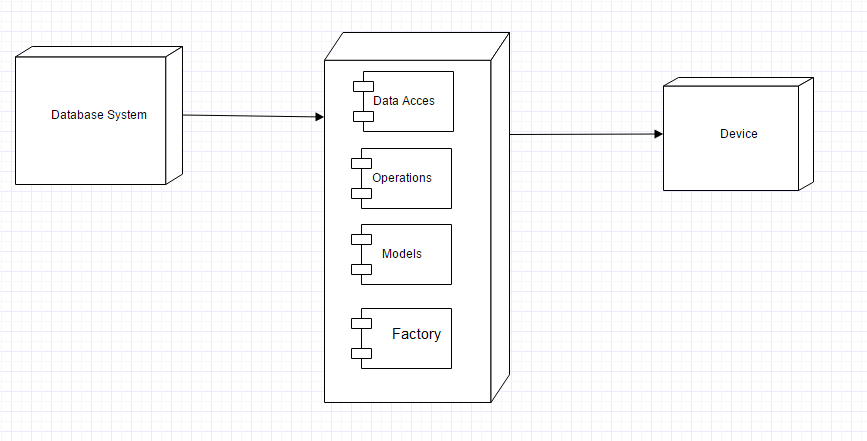 Database System
Data Acces
Operations
Models
Factory
Device